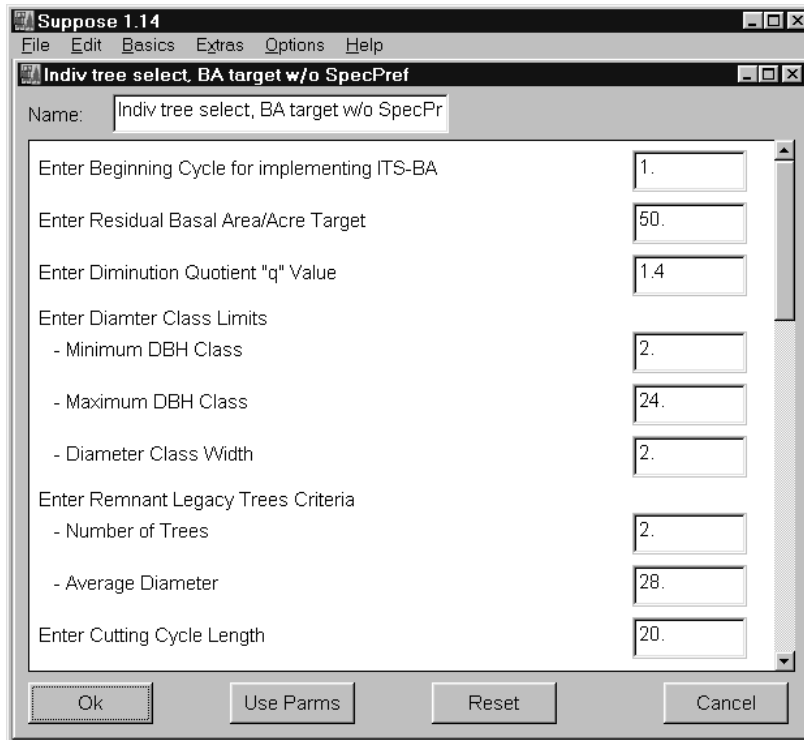 Suppose 1.14
File Edit Basics Extras Options Help
Indiv tree select, BA target w/o SpecPref
Name: Indiv tree select, BA target w/o SpecPr
Enter Beginning Cycle for implementing ITS-BA 1.
Enter Residual Basal Area/Acre Target 50.
Enter Diminution Quotient "q" Value 1.4
Enter Diamter Class Limits
- Minimum DBH Class 2.
- Maximum DBH Class 24.
- Diameter Class Width 2.
Enter Remnant Legacy Trees Criteria
- Number of Trees 2.
- Average Diameter 28.
Enter Cutting Cycle Length 20.
Ok Use Parms Reset Cancel